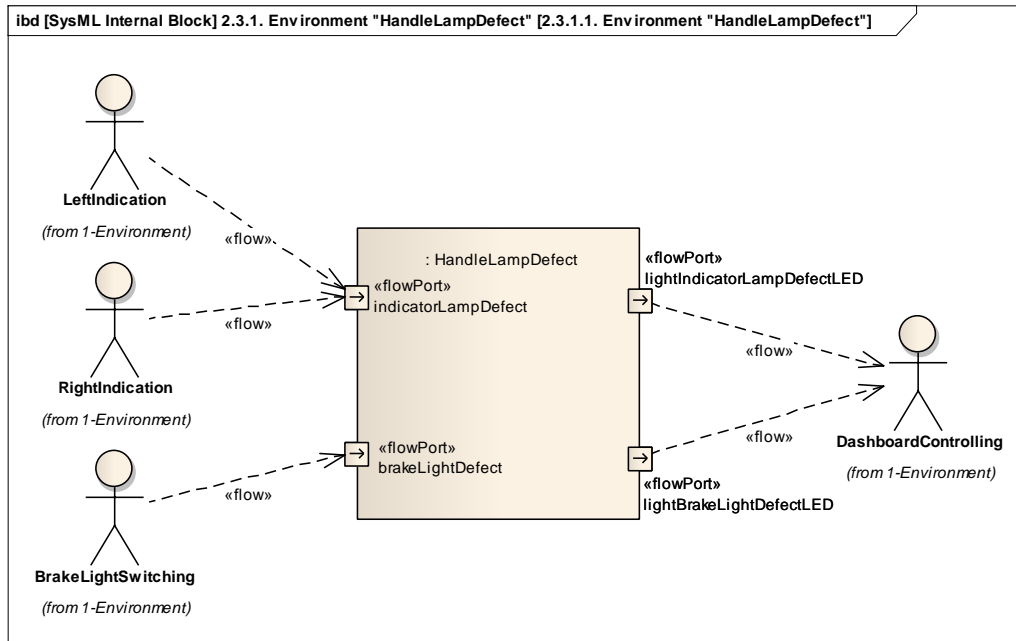 ibd [SysML Internal Block] 2.3.1. Environment "HandleLampDefect" [2.3.1.1. Environment "HandleLampDefect"]
LeftIndication
(from 1-Environment)
«flow»
: HandleLampDefect
«flowPort»
indicatorLampDefect
«flowPort»
lightIndicatorLampDefectLED
«flow»
RightIndication
(from 1-Environment)
«flow»
DashboardControlling
(from 1-Environment)
«flowPort»
brakeLightDefect
«flow»
«flowPort»
lightBrakeLightDefectLED
«flow»
BrakeLightSwitching
(from 1-Environment)